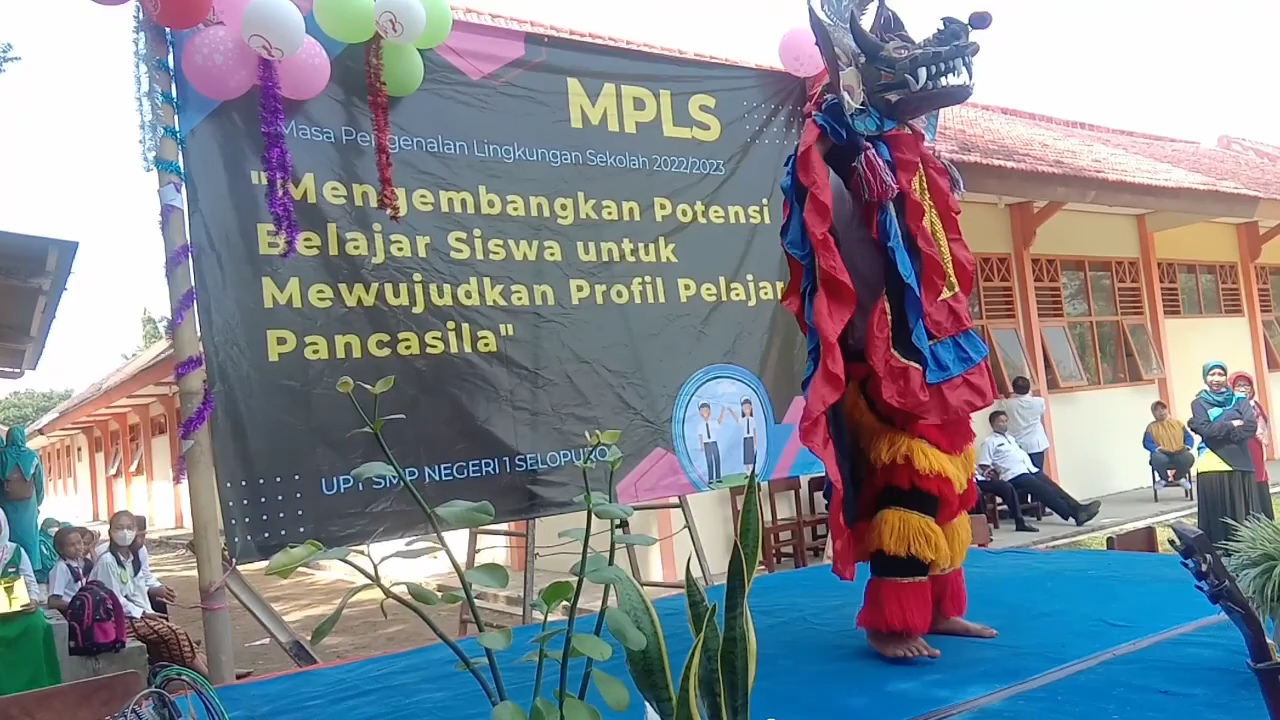 MPLS
Masa Pengenalan Lingkungan Sekolah 2022/2023
"Mengembangkan Potensi
Belajar Siswa untuk
Mewujudkan Profil Pelajar
Pancasila"
UPT SMP NEGERI 1 SELOPURO